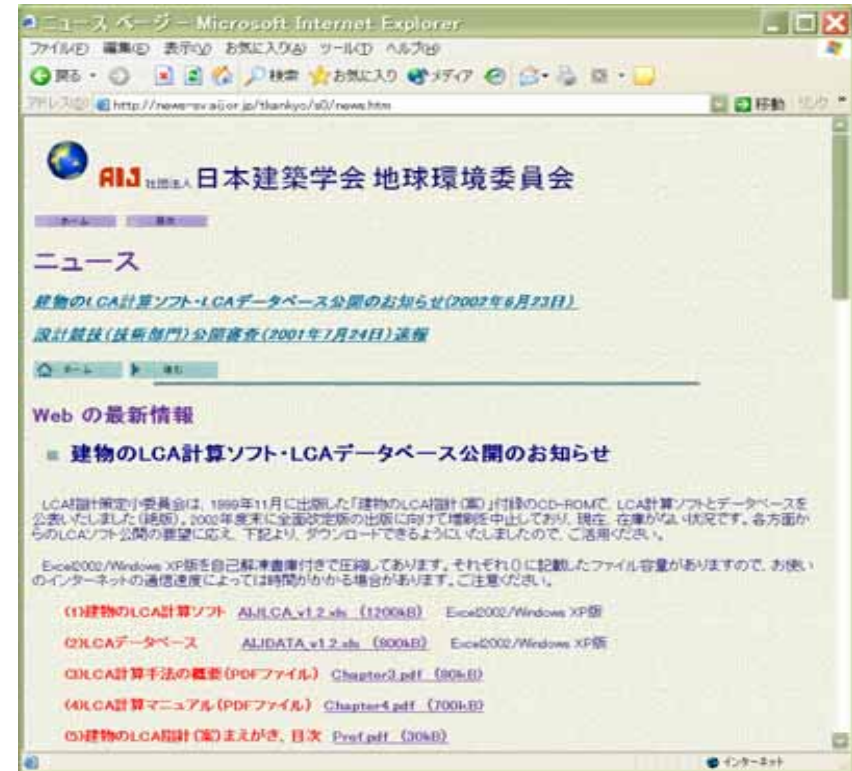 ニュース ページ - Microsoft Internet Explorer
ファイル(F) 編集(E) 表示(V) お気に入り(A) ツール(T) ヘルプ(H)
戻る 検索 お気に入り メディア
アドレス(D) http://news-sv.aij.or.jp/tkankyo/s0/news.htm 移動 リンク
AIJ 社団法人 日本建築学会 地球環境委員会
ホーム 目次
ニュース
建物のLCA計算ソフト・LCAデータベース公開のお知らせ(2002年6月23日)
設計競技(技術部門)公開審査(2001年7月24日)速報
ホーム 進む
Web の最新情報
建物のLCA計算ソフト・LCAデータベース公開のお知らせ
LCA指針策定小委員会は、1999年11月に出版した「建物のLCA指針(案)」付録のCD-ROMで、LCA計算ソフトとデータベースを
公表いたしました(絶版)。2002年度末に全面改定版の出版に向けて増刷を中止しており、現在、在庫がない状況です。各方面か
らのLCAソフト公開の要望に応え、下記より、ダウンロードできるようにいたしましたので、ご活用ください。
Excel2002/Windows XP版を自己解凍書庫付きで圧縮してあります。それぞれ()に記載したファイル容量がありますので、お使い
のインターネットの通信速度によっては時間がかかる場合があります。ご注意ください。
(1)建物のLCA計算ソフト AIJLCA_v1.2.xls (1200kB) Excel2002/Windows XP版
(2)LCAデータベース AIJDATA_v1.2.xls (800kB) Excel2002/Windows XP版
(3)LCA計算手法の概要(PDFファイル) Chapter3.pdf (80kB)
(4)LCA計算マニュアル(PDFファイル) Chapter4.pdf (700kB)
(5)建物のLCA指針(案)まえがき、目次 Pref.pdf (30kB)
インターネット